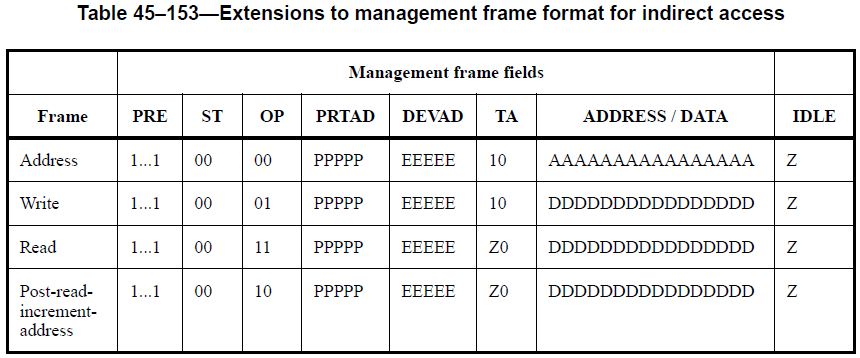 Table 45–153—Extensions to management frame format for indirect access
Management frame fields
Frame PRE ST OP PRTAD DEVAD TA ADDRESS / DATA IDLE
Address 1...1 00 00 PPPPP EEEEE 10 AAAAAAAAAAAAAAAA Z
Write 1...1 00 01 PPPPP EEEEE 10 DDDDDDDDDDDDDDDD Z
Read 1...1 00 11 PPPPP EEEEE Z0 DDDDDDDDDDDDDDDD Z
Post-read- 1...1 00 10 PPPPP EEEEE Z0 DDDDDDDDDDDDDDDD Z
increment-
address